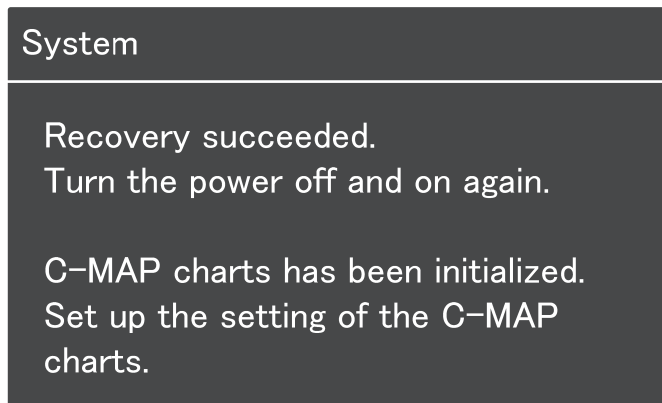 System
Recovery succeeded.
Turn the power off and on again.
C-MAP charts has been initialized.
Set up the setting of the C-MAP
charts.